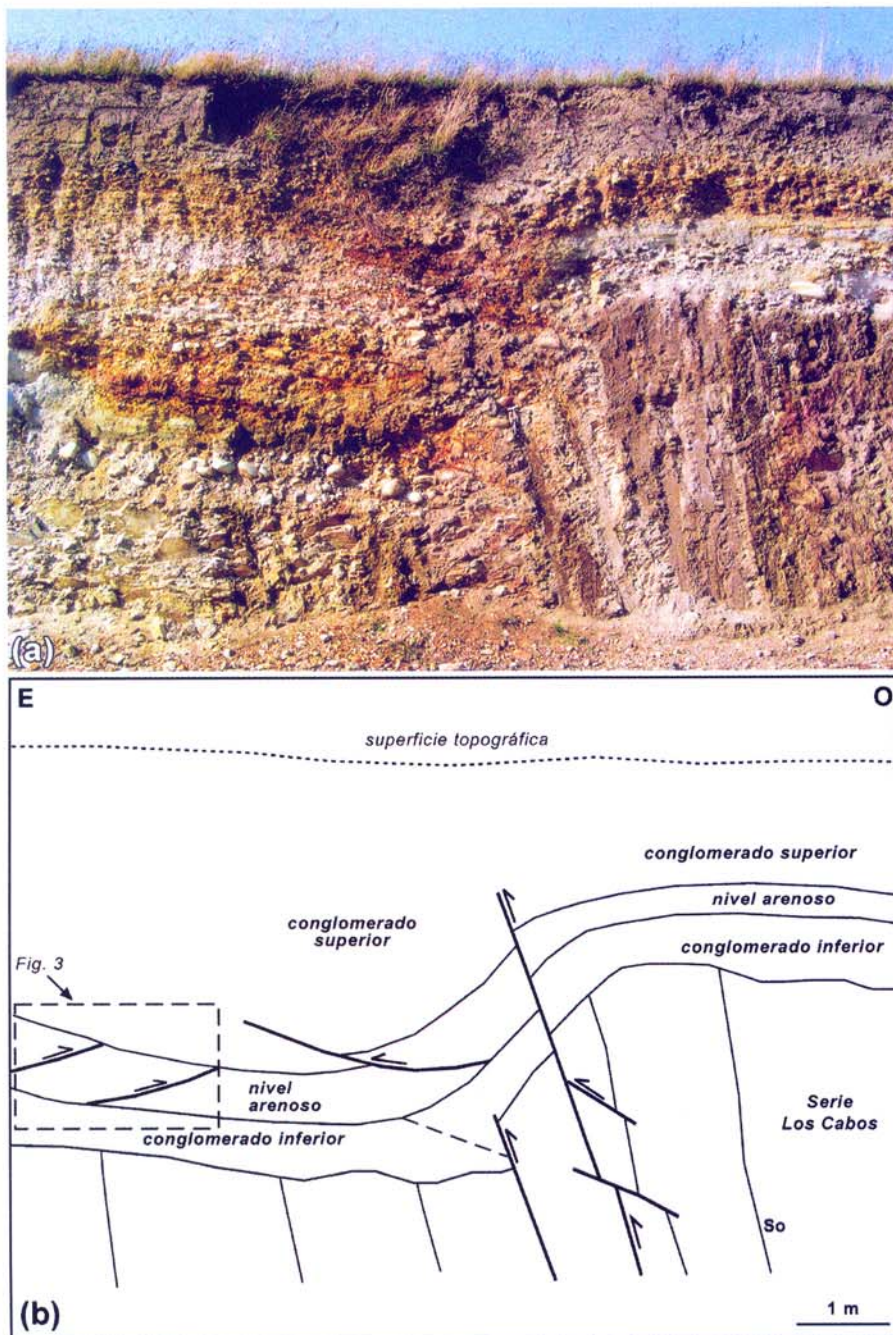 (a)
E
O
superficie topográfica
conglomerado superior
nivel arenoso
conglomerado
superior
conglomerado inferior
Fig. 3
nivel
arenoso
conglomerado inferior
Serie
Los Cabos
So
(b)
1 m